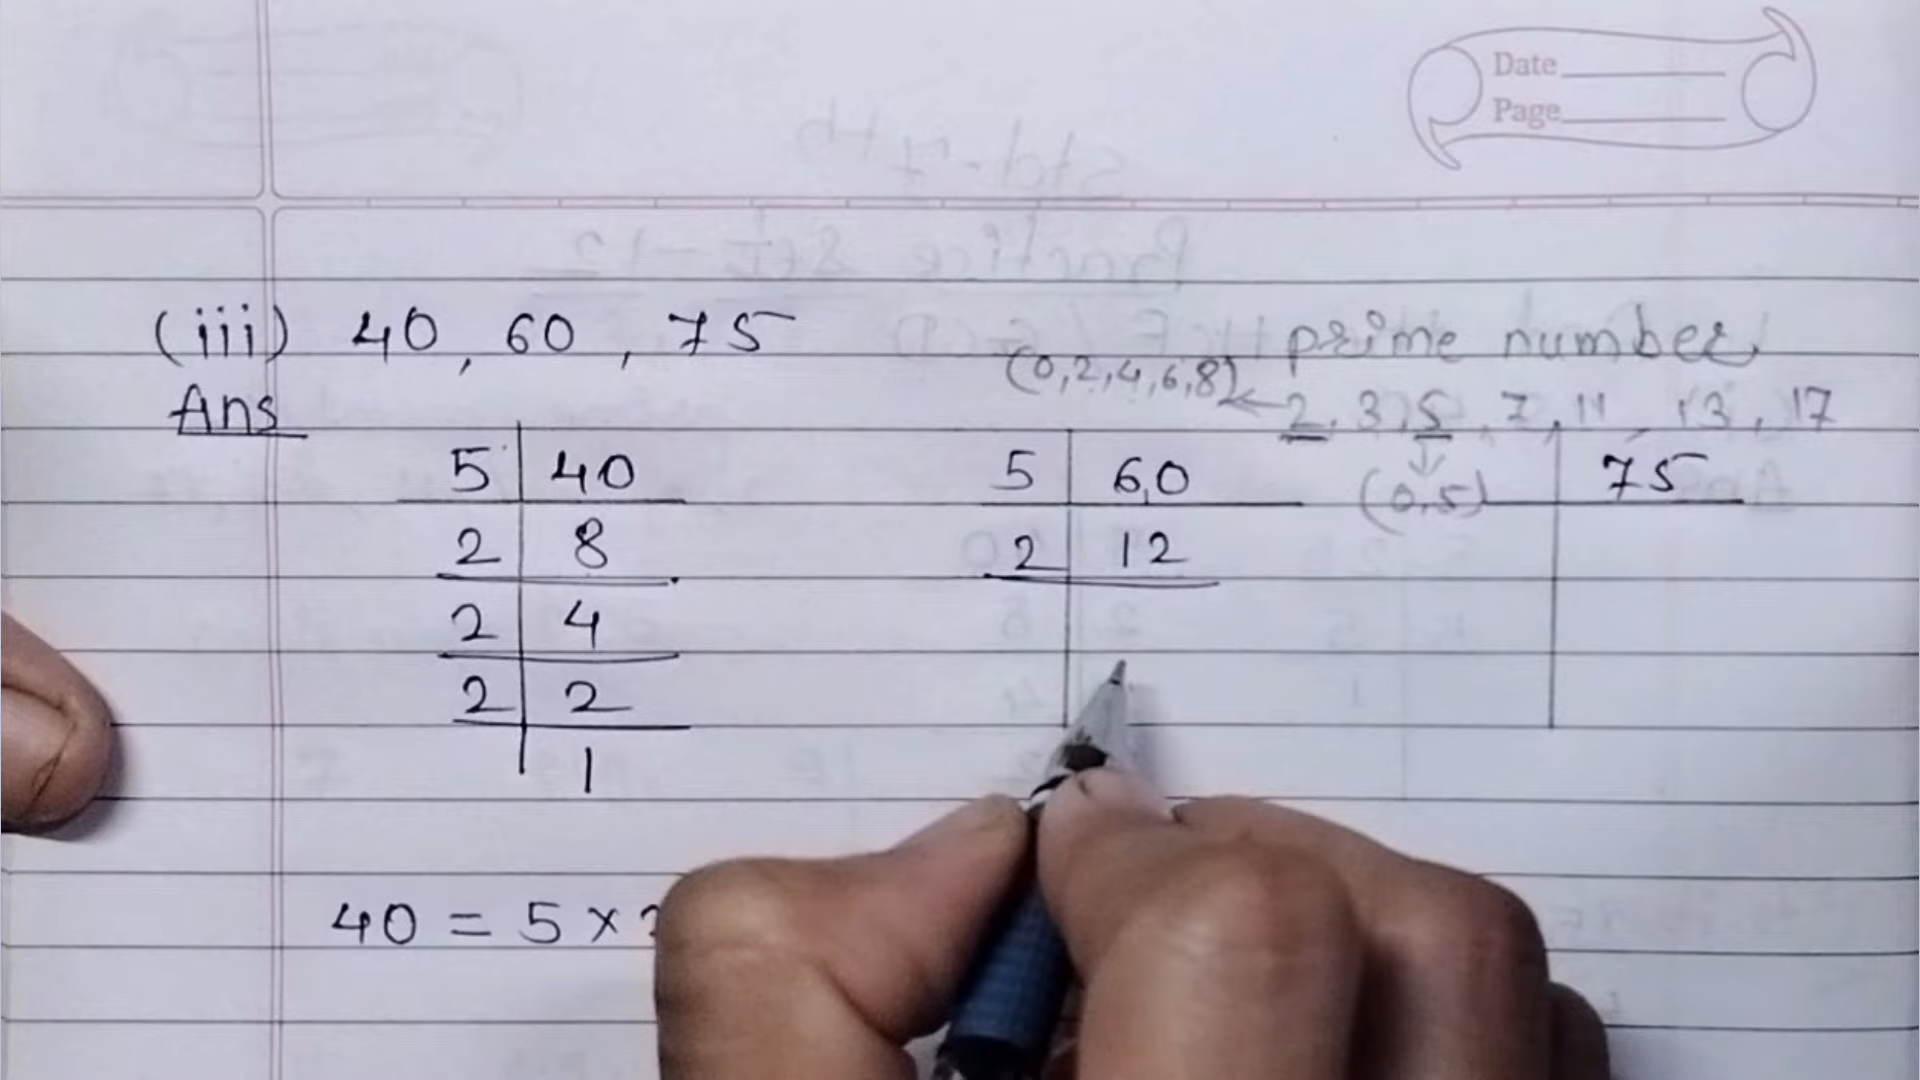 Date
Page
(iii) 40, 60, 75
prime number
(0,2,4,6,8) ← 2, 3, 5, 7, 11, 13, 17
Ans
↓
(0,5)
5 | 40
2 | 8
2 | 4
2 | 2
1
5 | 60
2 | 12
75
40 = 5 ×